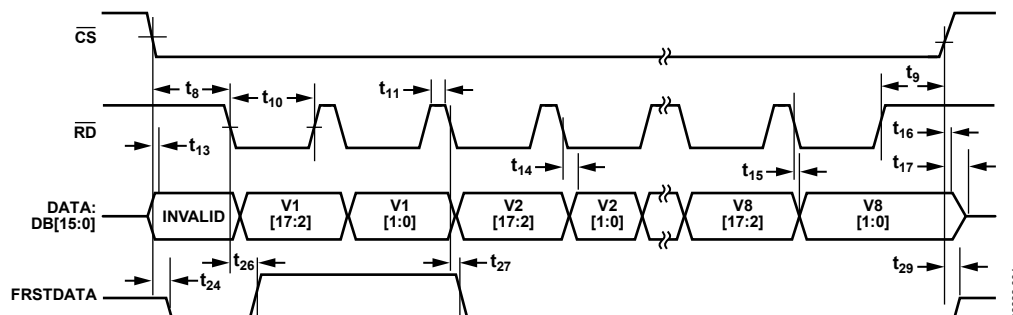 CS
t8 t10 t11 t9
RD
t13 t14 t15 t16
t17
DATA:
DB[15:0]
INVALID
V1
[17:2]
V1
[1:0]
V2
[17:2]
V2
[1:0]
V8
[17:2]
V8
[1:0]
t24 t26 t27 t29
FRSTDATA